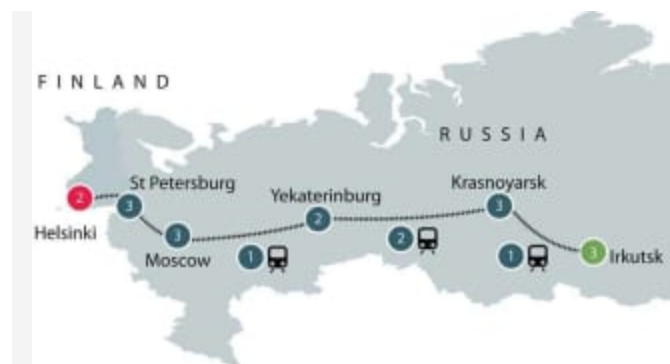 FINLAND
RUSSIA
St Petersburg
Krasnoyarsk
Yekaterinburg
2
3
3
2
3
Helsinki
Moscow
1
2
1
3
Irkutsk